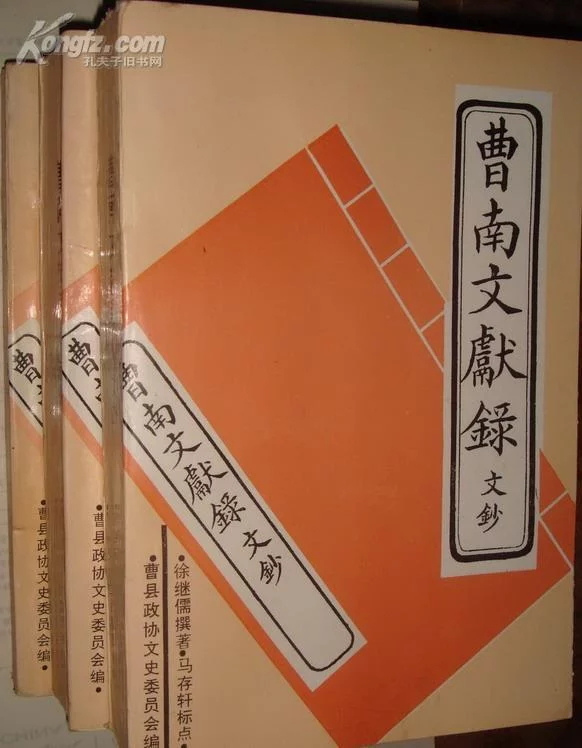 Kongfz.com
孔夫子旧书网
曹南文獻錄 文鈔
曹南文獻錄文鈔
徐继儒撰著•马存轩标点•
•曹县政协文史委员会编
曹
•曹县政协文史委员会编•
曹
•曹县政协文史委员会编•